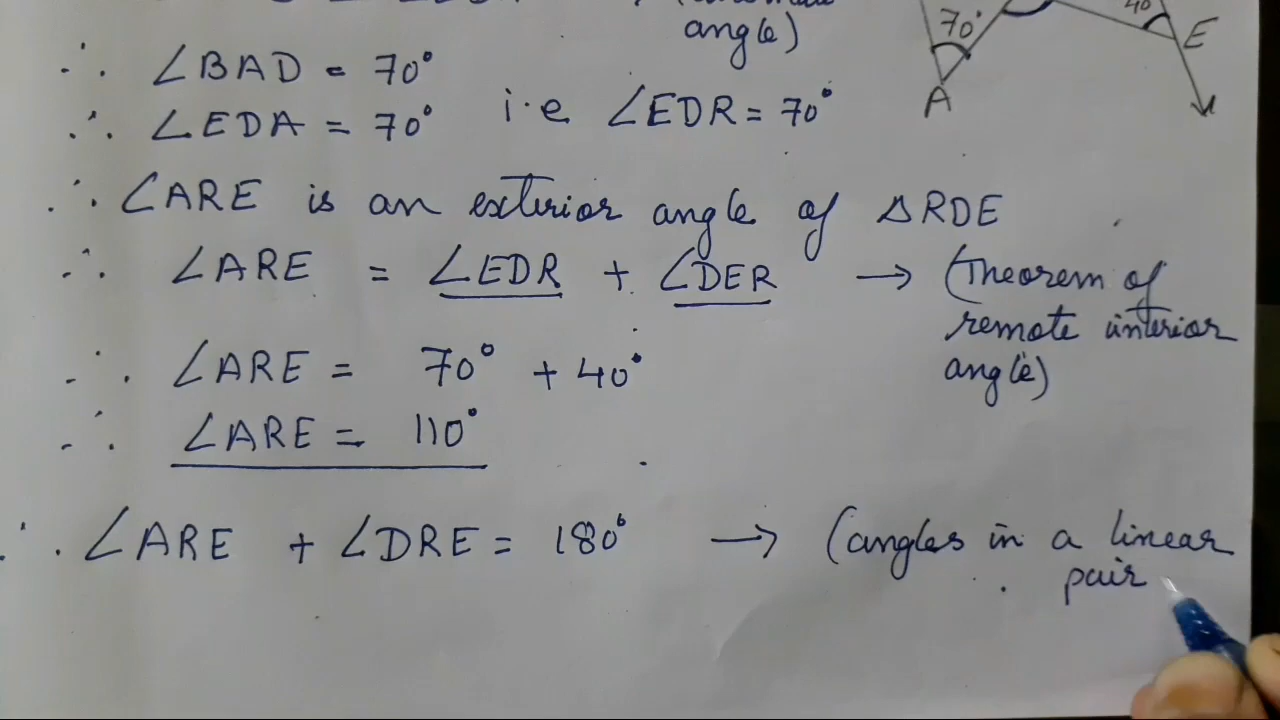 angle)
70°
40
E
A
∴ ∠BAD = 70°
∴ ∠EDA = 70° i.e ∠EDR = 70°
∴ ∠ARE is an exterior angle of △RDE
∴ ∠ARE = ∠EDR + ∠DER → (Theorem of
remote interior
angle)
∴ ∠ARE = 70° + 40°
∴ ∠ARE = 110°
∴ ∠ARE + ∠DRE = 180° → (angles in a linear
pair